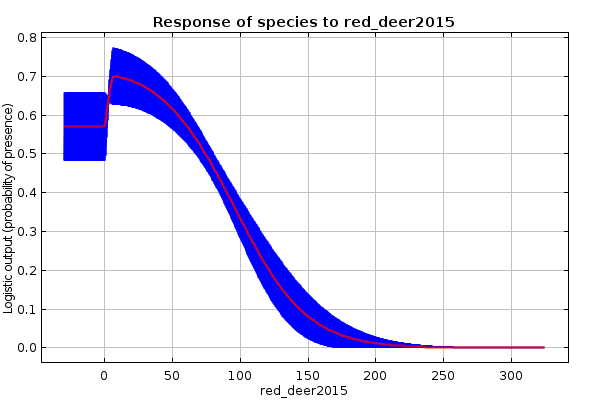 Response of species to red_deer2015
Logistic output (probability of presence)
0.8
0.7
0.6
0.5
0.4
0.3
0.2
0.1
0.0
0 50 100 150 200 250 300
red_deer2015